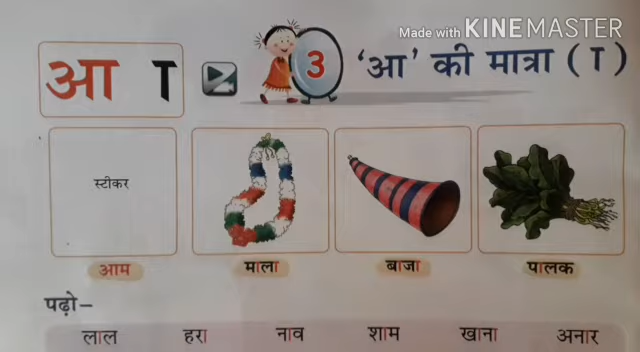 Made with KINEMASTER
आ ा 3 'आ' की मात्रा ( ा )
स्टीकर
आम माला बाजा पालक
पढ़ो–
लाल हरा नाव शाम खाना अनार